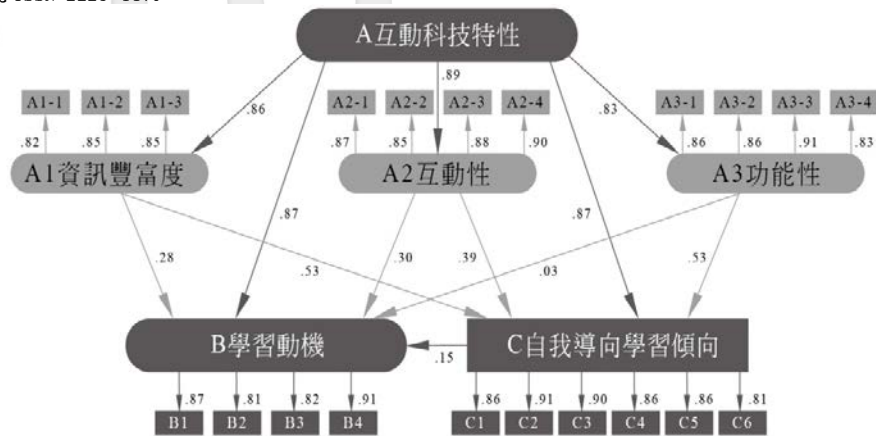 A互動科技特性
.89
A1-1 A1-2 A1-3 A2-1 A2-2 A2-3 A2-4 A3-1 A3-2 A3-3 A3-4
.86 .83
.82 .85 .85 .87 .85 .88 .90 .86 .86 .91 .83
A1資訊豐富度 A2互動性 A3功能性
.87 .87
.28 .53 .30 .39 .03 .53
B學習動機 C自我導向學習傾向
.15
.87 .81 .82 .91 .86 .91 .90 .86 .86 .81
B1 B2 B3 B4 C1 C2 C3 C4 C5 C6